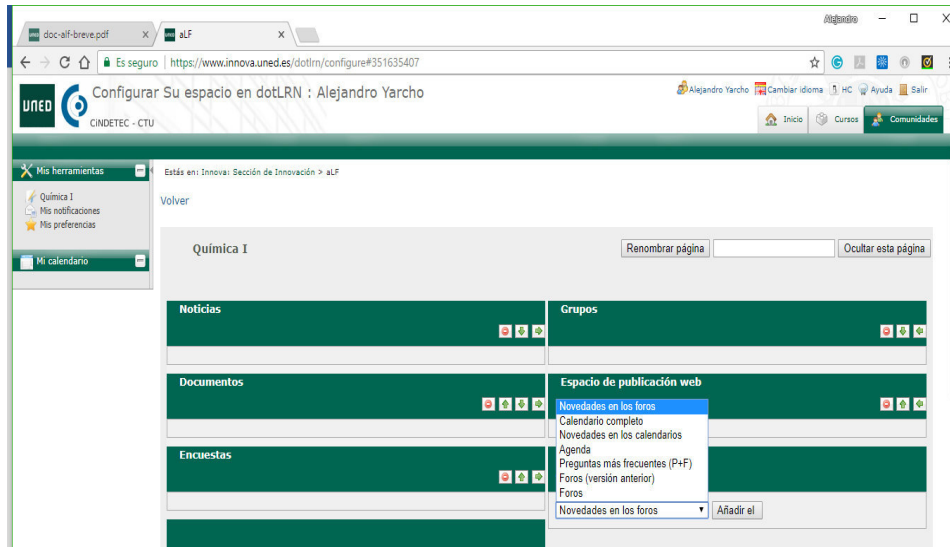 Alejandro
doc-alf-breve.pdf
aLF
Es seguro | https://www.innova.uned.es/dotlrn/configure#351635407
UNED
Configurar Su espacio en dotLRN : Alejandro Yarcho
CiNDETEC - CTU
Alejandro Yarcho Cambiar idioma HC Ayuda Salir
Inicio Cursos Comunidades
Mis herramientas
Química I
Mis notificaciones
Mis preferencias
Mi calendario
Estás en: Innova: Sección de Innovación > aLF
Volver
Química I
Renombrar página
Ocultar esta página
Noticias
Grupos
Documentos
Espacio de publicación web
Encuestas
Novedades en los foros
Calendario completo
Novedades en los calendarios
Agenda
Preguntas más frecuentes (P+F)
Foros (versión anterior)
Foros
Novedades en los foros
Añadir el